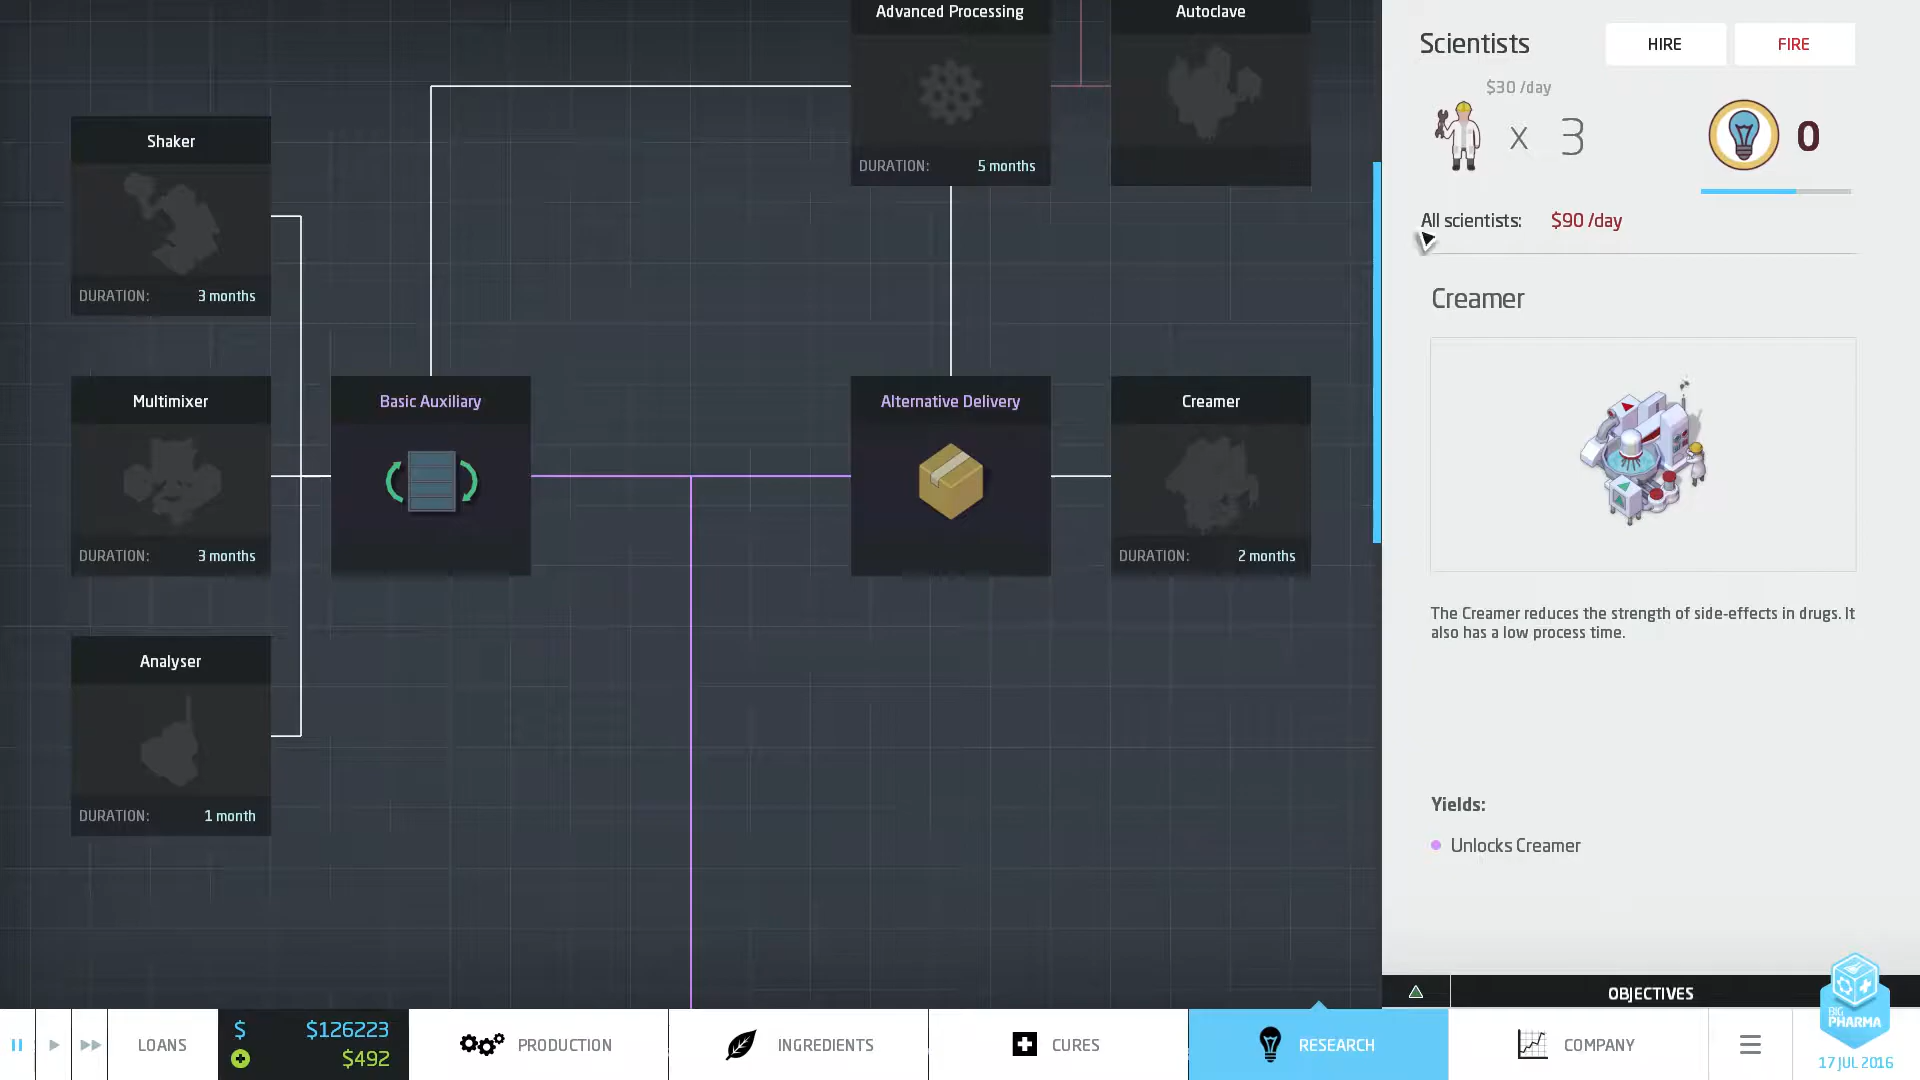 Advanced Processing
Autoclave
DURATION: 5 months
Shaker
DURATION: 3 months
Multimixer
DURATION: 3 months
Basic Auxiliary
Alternative Delivery
Creamer
DURATION: 2 months
Analyser
DURATION: 1 month
Scientists
HIRE
FIRE
$30 /day
X 3
0
All scientists: $90 /day
Creamer
The Creamer reduces the strength of side-effects in drugs. It
also has a low process time.
Yields:
Unlocks Creamer
OBJECTIVES
BIG
PHARMA
17 JUL 2016
LOANS
$ $126223
$492
PRODUCTION
INGREDIENTS
CURES
RESEARCH
COMPANY